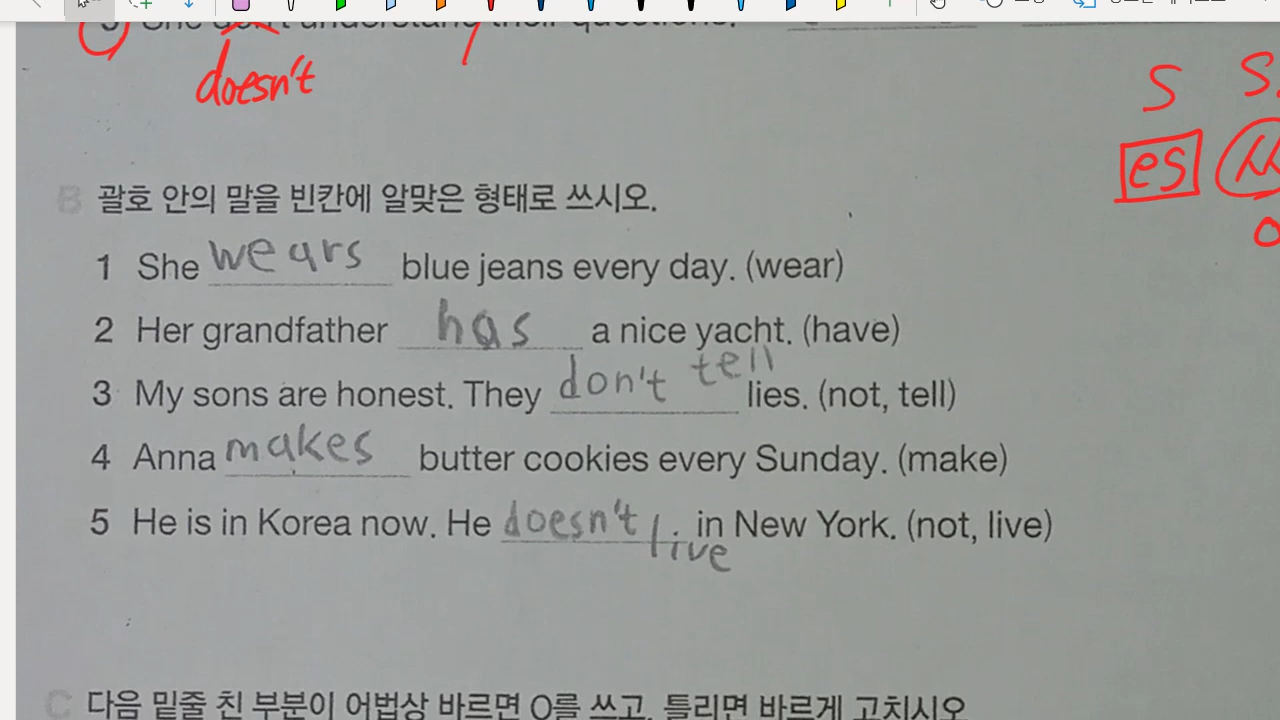 She don't understand their questions.
doesn't
S S
es
B 괄호 안의 말을 빈칸에 알맞은 형태로 쓰시오.
1 She wears blue jeans every day. (wear)
2 Her grandfather has a nice yacht. (have)
3 My sons are honest. They don't tell lies. (not, tell)
4 Anna makes butter cookies every Sunday. (make)
5 He is in Korea now. He doesn't live in New York. (not, live)
C 다음 밑줄 친 부분이 어법상 바르면 O를 쓰고, 틀리면 바르게 고치시오